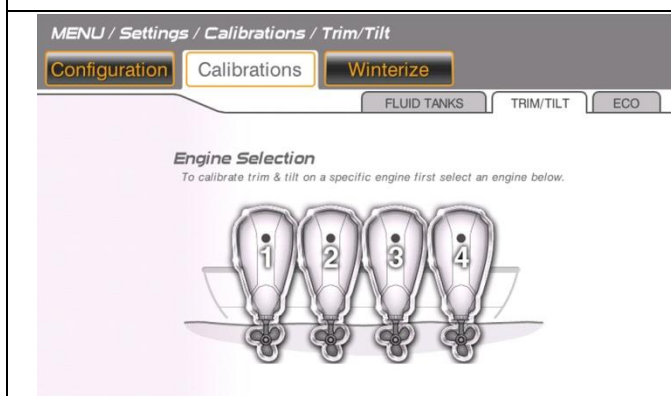 MENU / Settings / Calibrations / Trim/Tilt
Configuration Calibrations Winterize
FLUID TANKS TRIM/TILT ECO
Engine Selection
To calibrate trim & tilt on a specific engine first select an engine below.
1 2 3 4